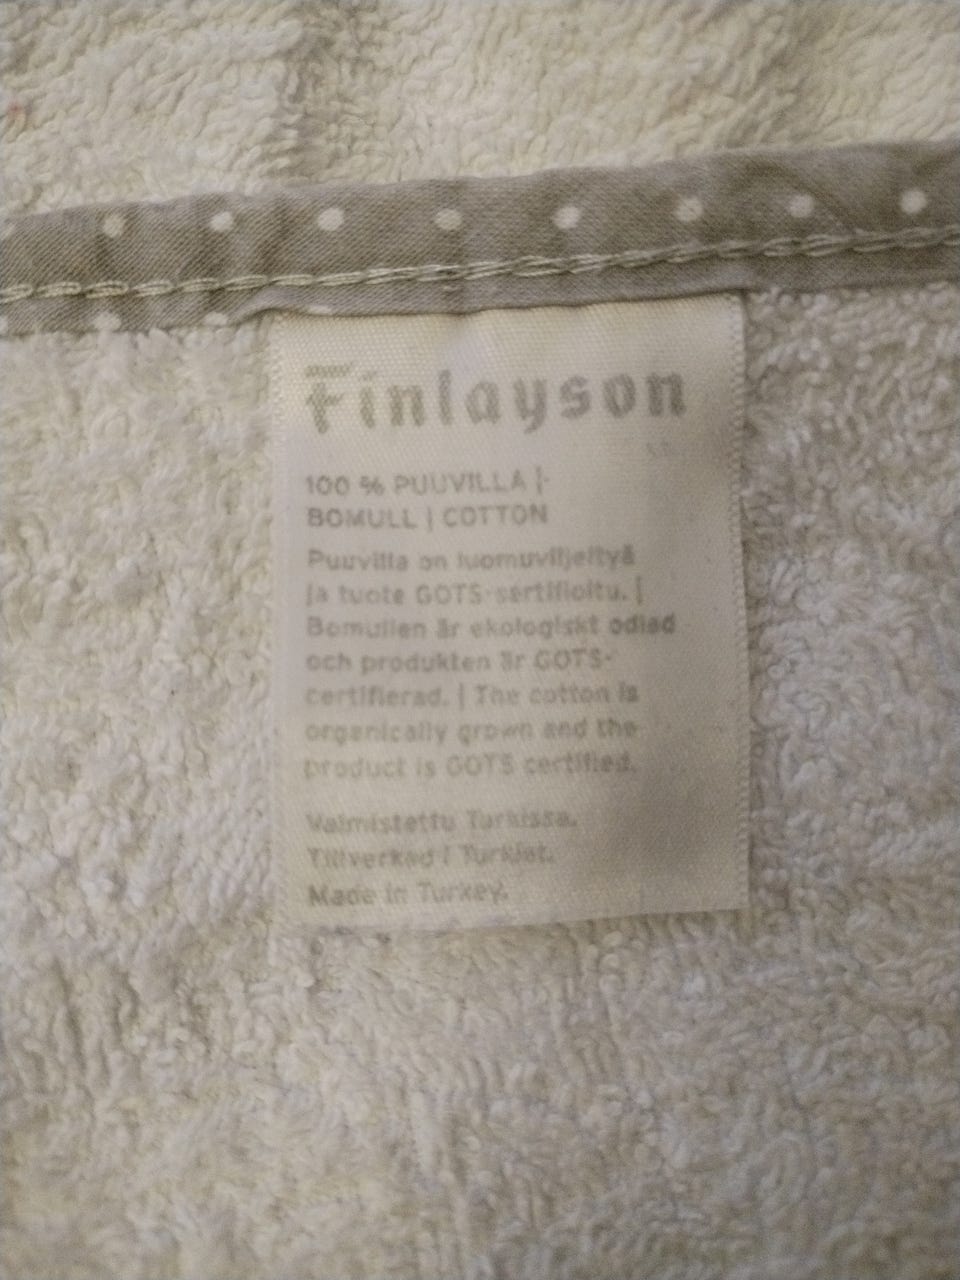 Finlayson
100 % PUUVILLA |
BOMULL | COTTON
Puuvilla on luomuviljeltyä
ja tuote GOTS-sertifioitu. |
Bomullen är ekologiskt odlad
och produkten är GOTS-
certifierad. | The cotton is
organically grown and the
product is GOTS certified.
Valmistettu Turkissa.
Tillverkad i Turkiet.
Made in Turkey.